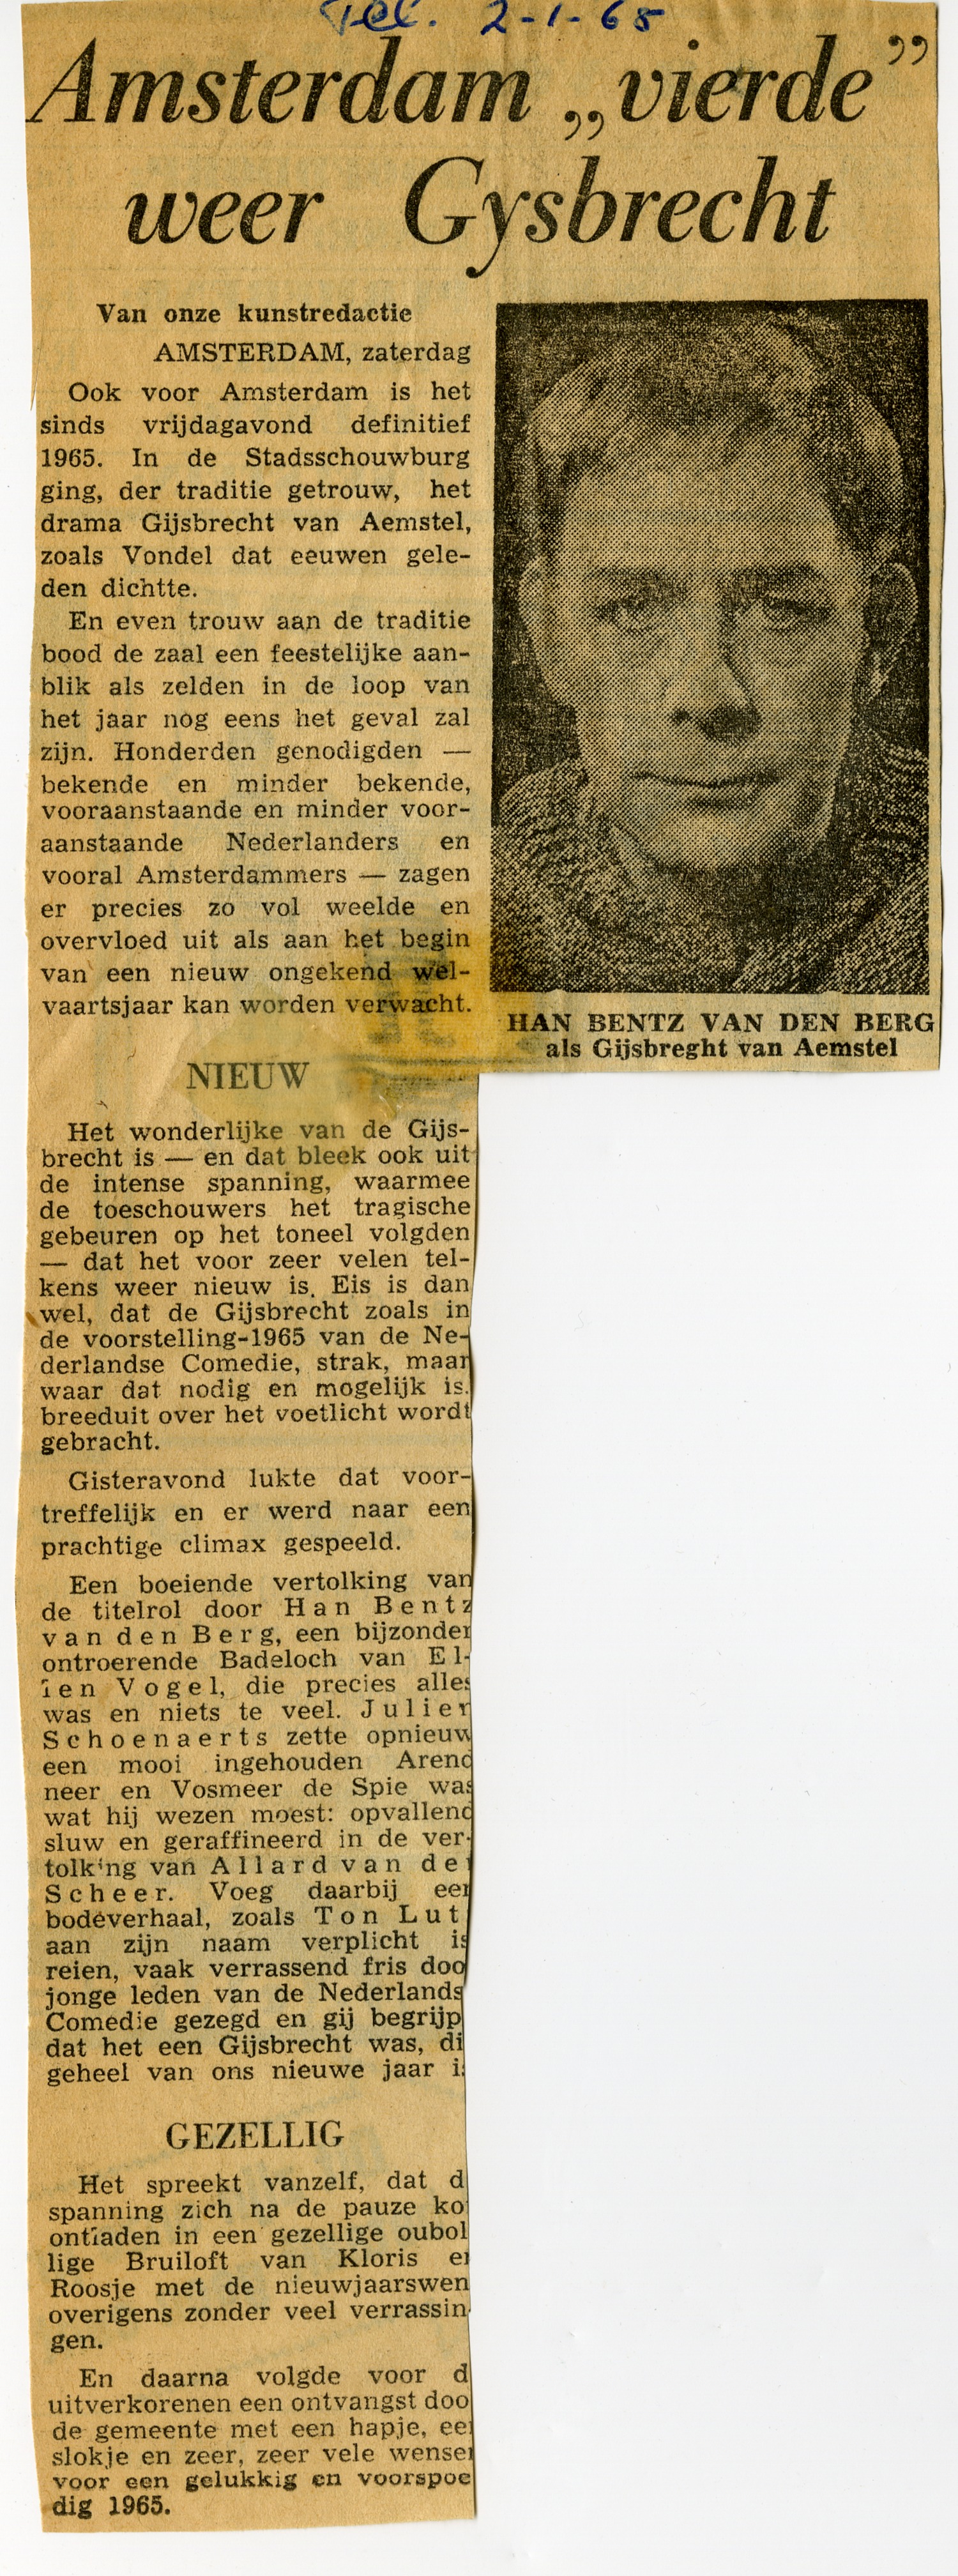 Tel. 2-1-65
Amsterdam „vierde”
weer Gysbrecht
Van onze kunstredactie
AMSTERDAM, zaterdag
Ook voor Amsterdam is het
sinds vrijdagavond definitief
1965. In de Stadsschouwburg
ging, der traditie getrouw, het
drama Gijsbrecht van Aemstel,
zoals Vondel dat eeuwen gele-
den dichtte.
En even trouw aan de traditie
bood de zaal een feestelijke aan-
blik als zelden in de loop van
het jaar nog eens het geval zal
zijn. Honderden genodigden —
bekende en minder bekende,
vooraanstaande en minder voor-
aanstaande Nederlanders en
vooral Amsterdammers — zagen
er precies zo vol weelde en
overvloed uit als aan het begin
van een nieuw ongekend wel-
vaartsjaar kan worden verwacht.
HAN BENTZ VAN DEN BERG
als Gijsbreght van Aemstel
NIEUW
Het wonderlijke van de Gijs-
brecht is — en dat bleek ook uit
de intense spanning, waarmee
de toeschouwers het tragische
gebeuren op het toneel volgden
— dat het voor zeer velen tel-
kens weer nieuw is. Eis is dan
wel, dat de Gijsbrecht zoals in
de voorstelling-1965 van de Ne-
derlandse Comedie, strak, maar
waar dat nodig en mogelijk is.
breeduit over het voetlicht wordt
gebracht.
Gisteravond lukte dat voor-
treffelijk en er werd naar een
prachtige climax gespeeld.
Een boeiende vertolking van
de titelrol door Han Bentz
van den Berg, een bijzonder
ontroerende Badeloch van El-
len Vogel, die precies alles
was en niets te veel. Julien
Schoenaerts zette opnieuw
een mooi ingehouden Arend
neer en Vosmeer de Spie was
wat hij wezen moest: opvallend
sluw en geraffineerd in de ver-
tolking van Allard van der
Scheer. Voeg daarbij een
bodeverhaal, zoals Ton Lut
aan zijn naam verplicht is
reien, vaak verrassend fris doo
jonge leden van de Nederlands
Comedie gezegd en gij begrijp
dat het een Gijsbrecht was, di
geheel van ons nieuwe jaar i
GEZELLIG
Het spreekt vanzelf, dat d
spanning zich na de pauze ko
ontladen in een gezellige oubol
lige Bruiloft van Kloris en
Roosje met de nieuwjaarswen
overigens zonder veel verrassin
gen.
En daarna volgde voor d
uitverkorenen een ontvangst doo
de gemeente met een hapje, een
slokje en zeer, zeer vele wensen
voor een gelukkig en voorspoe
dig 1965.